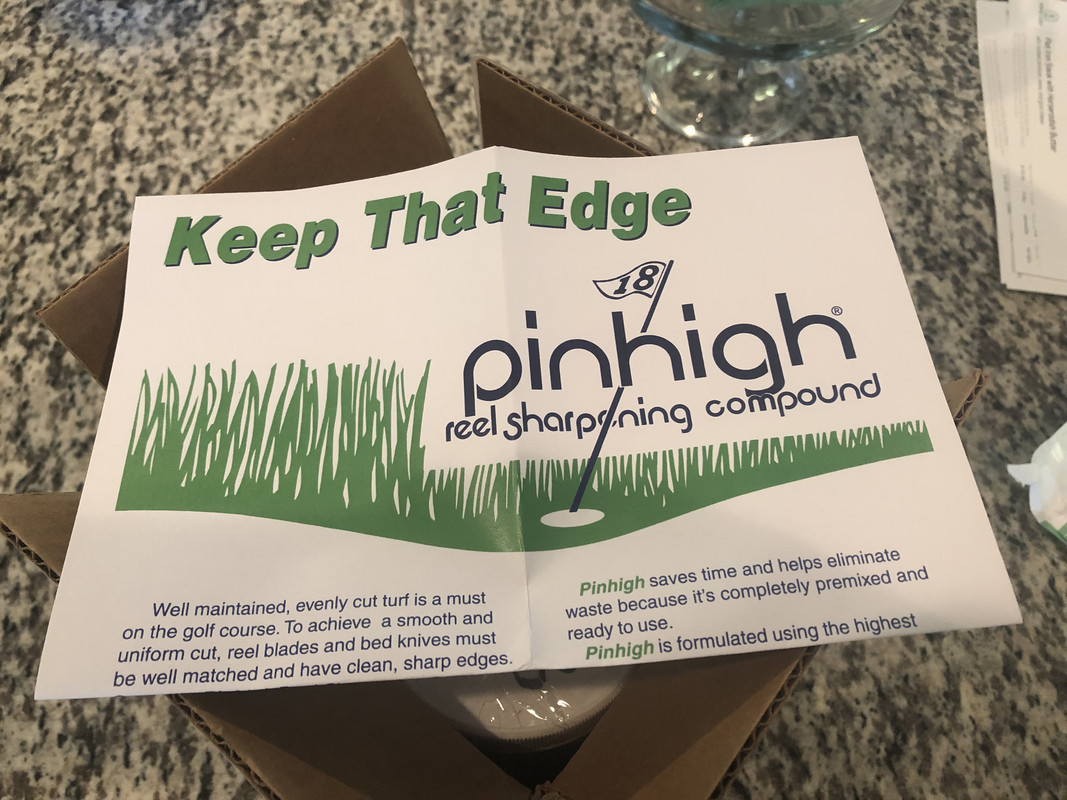 Keep That Edge
18
pinhigh®
reel sharpening compound
Well maintained, evenly cut turf is a must
on the golf course. To achieve a smooth and
uniform cut, reel blades and bed knives must
be well matched and have clean, sharp edges.
Pinhigh saves time and helps eliminate
waste because it's completely premixed and
ready to use.
Pinhigh is formulated using the highest